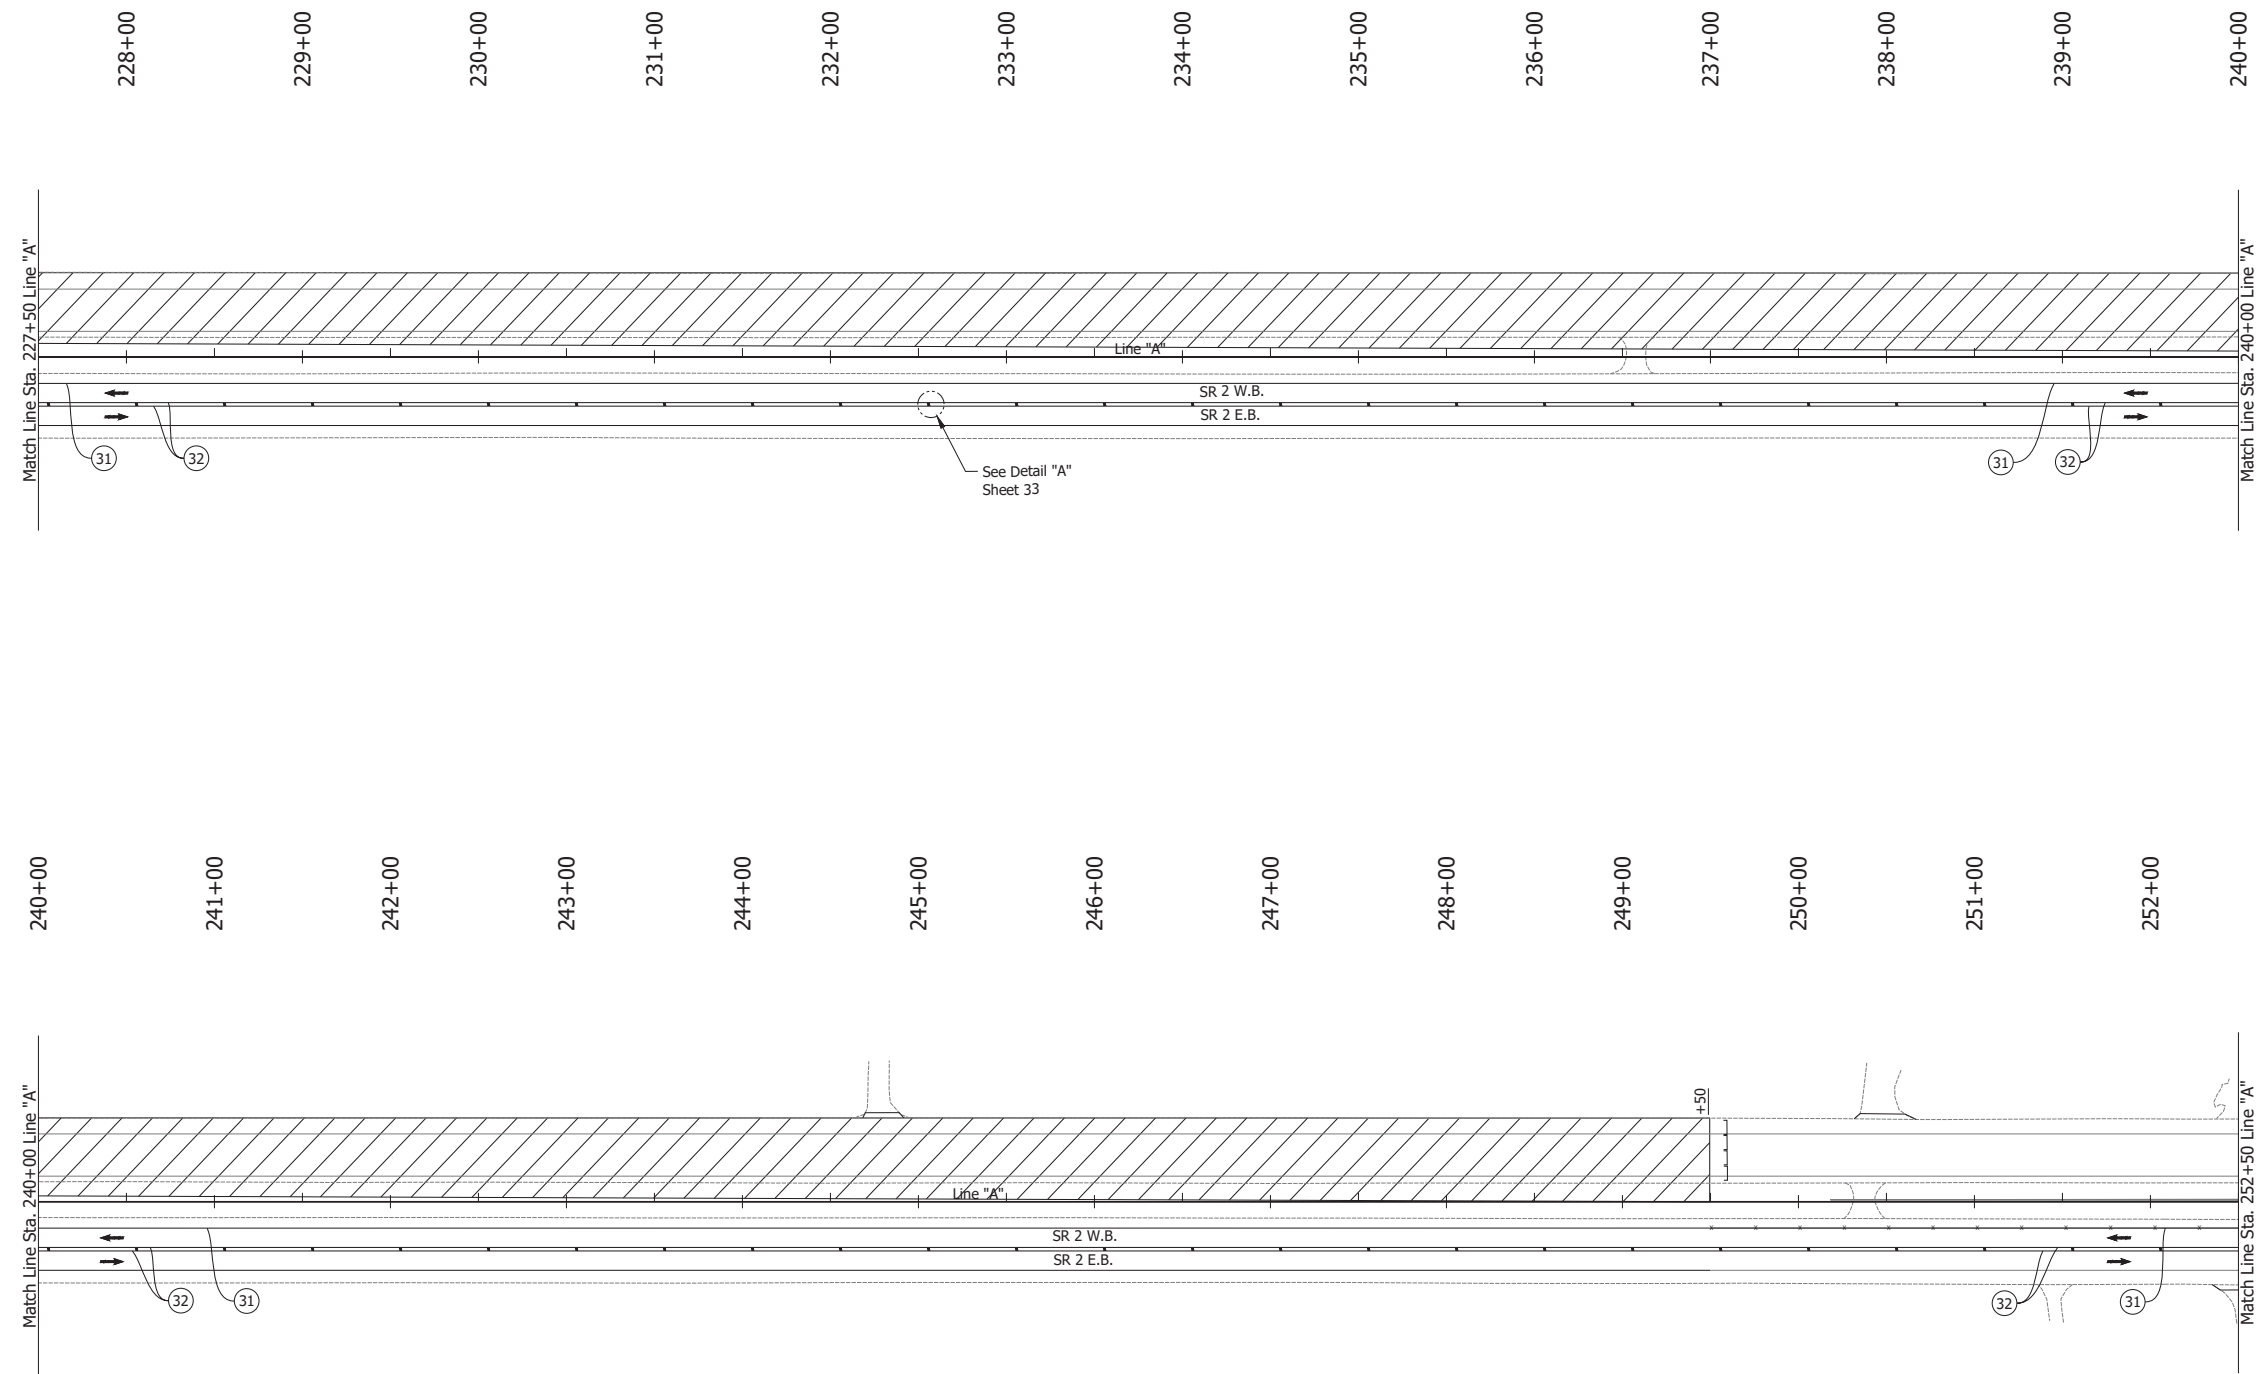 228+00
229+00
230+00
231+00
232+00
233+00
234+00
235+00
236+00
237+00
238+00
239+00
240+00
Match Line Sta. 227+50 Line "A"
Line "A"
SR 2 W.B.
SR 2 E.B.
31
32
See Detail "A"
Sheet 33
31
32
Match Line Sta. 240+00 Line "A"
240+00
241+00
242+00
243+00
244+00
245+00
246+00
247+00
248+00
249+00
250+00
251+00
252+00
Match Line Sta. 240+00 Line "A"
+50
Line "A"
SR 2 W.B.
SR 2 E.B.
32
31
32
31
Match Line Sta. 252+50 Line "A"